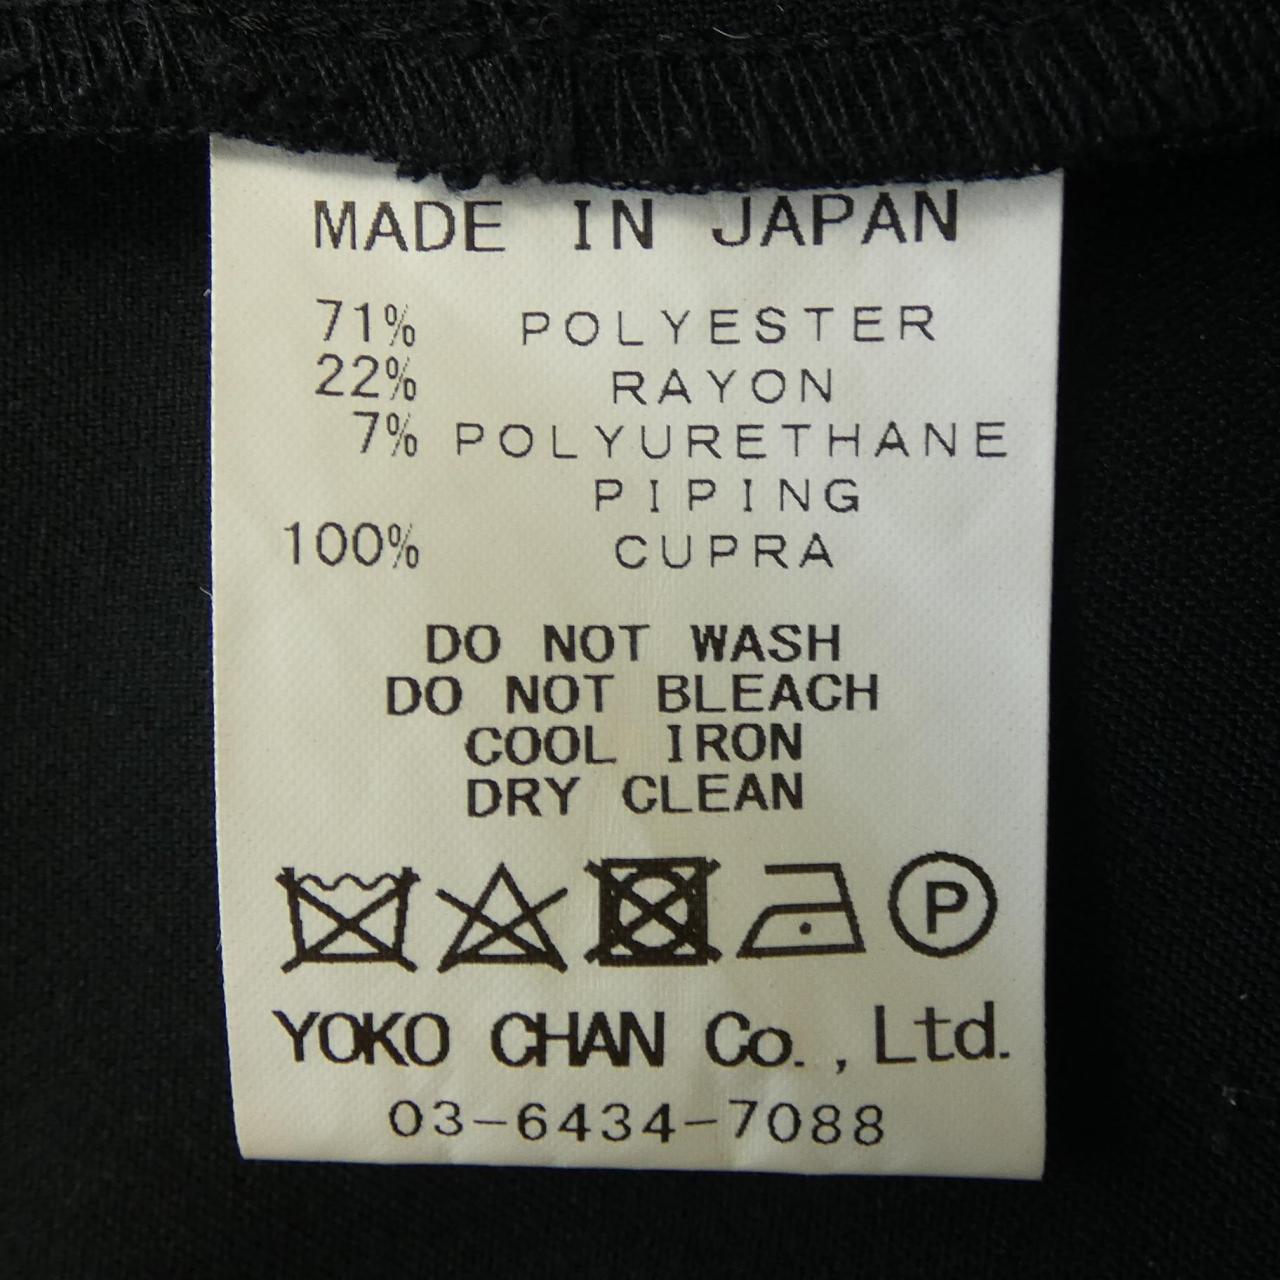 MADE IN JAPAN
71% POLYESTER
22% RAYON
7% POLYURETHANE
PIPING
100% CUPRA
DO NOT WASH
DO NOT BLEACH
COOL IRON
DRY CLEAN
P
YOKO CHAN Co., Ltd.
03-6434-7088